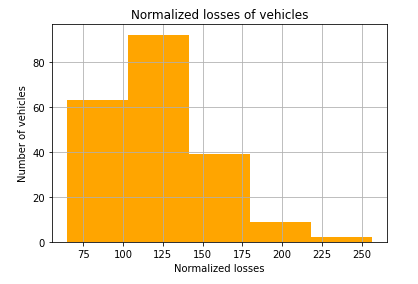 Normalized losses of vehicles
Number of vehicles
80
60
40
20
0
75 100 125 150 175 200 225 250
Normalized losses